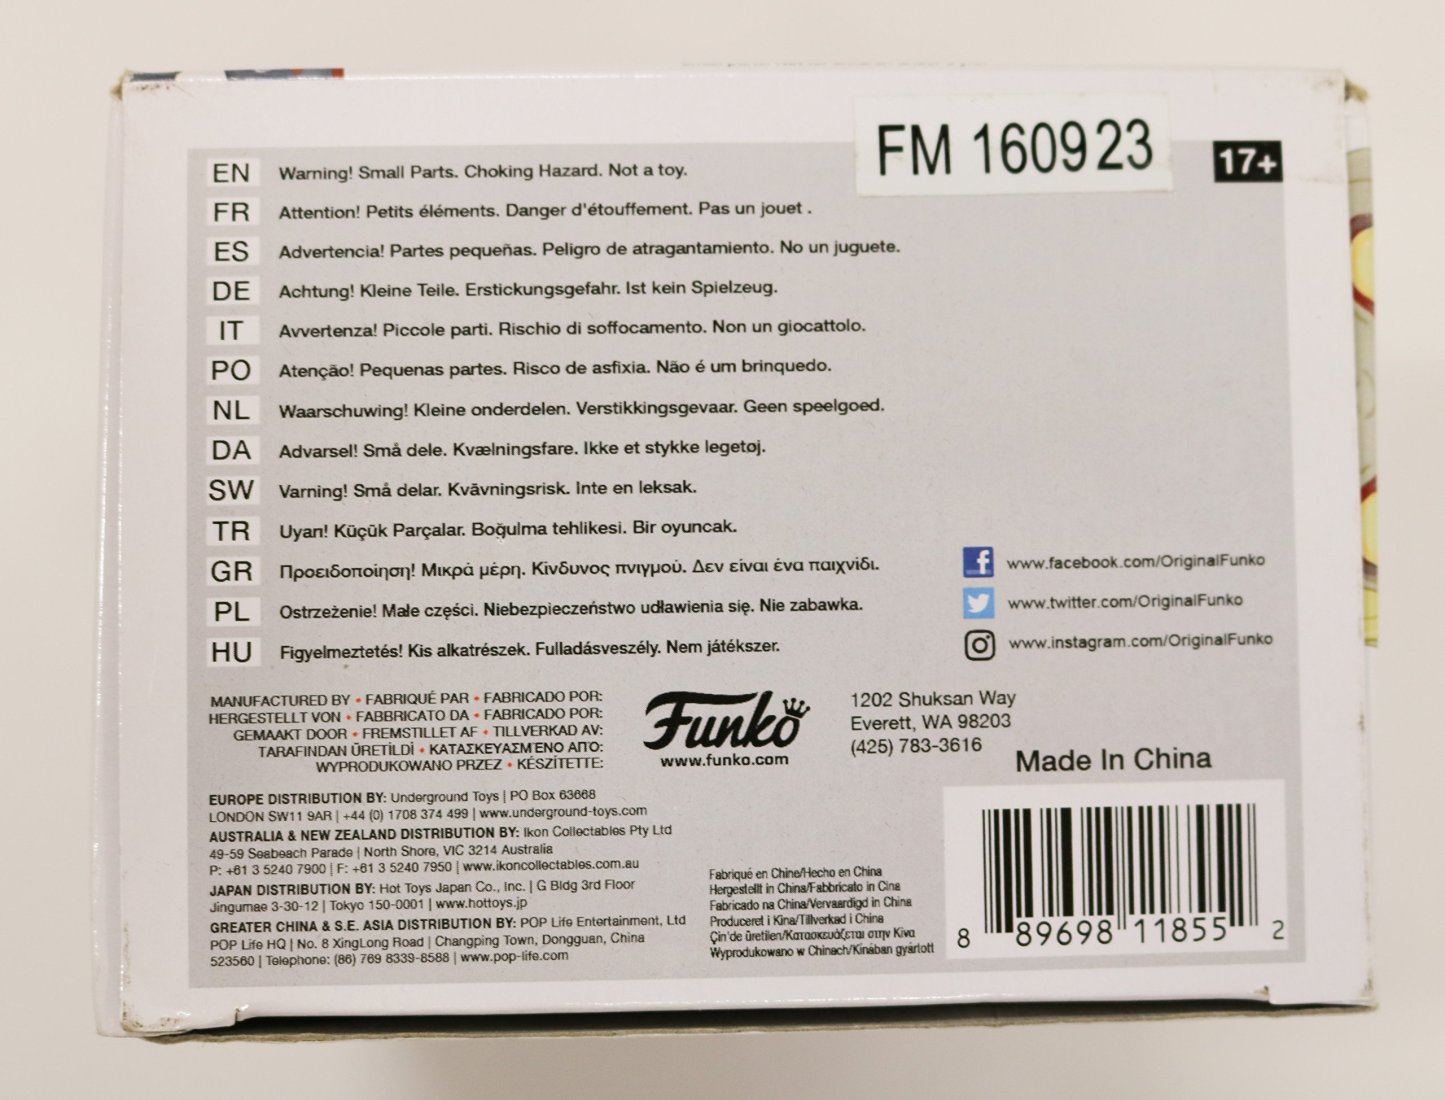 FM 160923
17+
EN Warning! Small Parts. Choking Hazard. Not a toy.
FR Attention! Petits éléments. Danger d'étouffement. Pas un jouet .
ES Advertencia! Partes pequeñas. Peligro de atragantamiento. No un juguete.
DE Achtung! Kleine Teile. Erstickungsgefahr. Ist kein Spielzeug.
IT Avvertenza! Piccole parti. Rischio di soffocamento. Non un giocattolo.
PO Atenção! Pequenas partes. Risco de asfixia. Não é um brinquedo.
NL Waarschuwing! Kleine onderdelen. Verstikkingsgevaar. Geen speelgoed.
DA Advarsel! Små dele. Kvælningsfare. Ikke et stykke legetøj.
SW Varning! Små delar. Kvävningsrisk. Inte en leksak.
TR Uyarı! Küçük Parçalar. Boğulma tehlikesi. Bir oyuncak.
GR Προειδοποίηση! Μικρά μέρη. Κίνδυνος πνιγμού. Δεν είναι ένα παιχνίδι.
PL Ostrzeżenie! Małe części. Niebezpieczeństwo udławienia się. Nie zabawka.
HU Figyelmeztetés! Kis alkatrészek. Fulladásveszély. Nem játékszer.
www.facebook.com/OriginalFunko
www.twitter.com/OriginalFunko
www.instagram.com/OriginalFunko
MANUFACTURED BY • FABRIQUÉ PAR • FABRICADO POR:
HERGESTELLT VON • FABBRICATO DA • FABRICADO POR:
GEMAAKT DOOR • FREMSTILLET AF • TILLVERKAD AV:
TARAFINDAN ÜRETİLDİ • ΚΑΤΑΣΚΕΥΑΣΜΈΝΟ ΑΠΌ:
WYPRODUKOWANO PRZEZ • KÉSZÍTETTE:
Funko
www.funko.com
1202 Shuksan Way
Everett, WA 98203
(425) 783-3616
Made In China
EUROPE DISTRIBUTION BY: Underground Toys | PO Box 63668
LONDON SW11 9AR | +44 (0) 1708 374 499 | www.underground-toys.com
AUSTRALIA & NEW ZEALAND DISTRIBUTION BY: Ikon Collectables Pty Ltd
49-59 Seabeach Parade | North Shore, VIC 3214 Australia
P: +61 3 5240 7900 | F: +61 3 5240 7950 | www.ikoncollectables.com.au
JAPAN DISTRIBUTION BY: Hot Toys Japan Co., Inc. | G Bldg 3rd Floor
Jingumae 3-30-12 | Tokyo 150-0001 | www.hottoys.jp
GREATER CHINA & S.E. ASIA DISTRIBUTION BY: POP Life Entertainment, Ltd
POP Life HQ | No. 8 XingLong Road | Changping Town, Dongguan, China
523560 | Telephone: (86) 769 8339-8588 | www.pop-life.com
Fabriqué en Chine/Hecho en China
Hergestellt in China/Fabbricato in Cina
Fabricado na China/Vervaardigd in China
Produceret i Kina/Tillverkad i China
Çin'de üretilen/Κατασκευάζεται στην Κίνα
Wyprodukowano w Chinach/Kínában gyártott
8 89698 11855 2